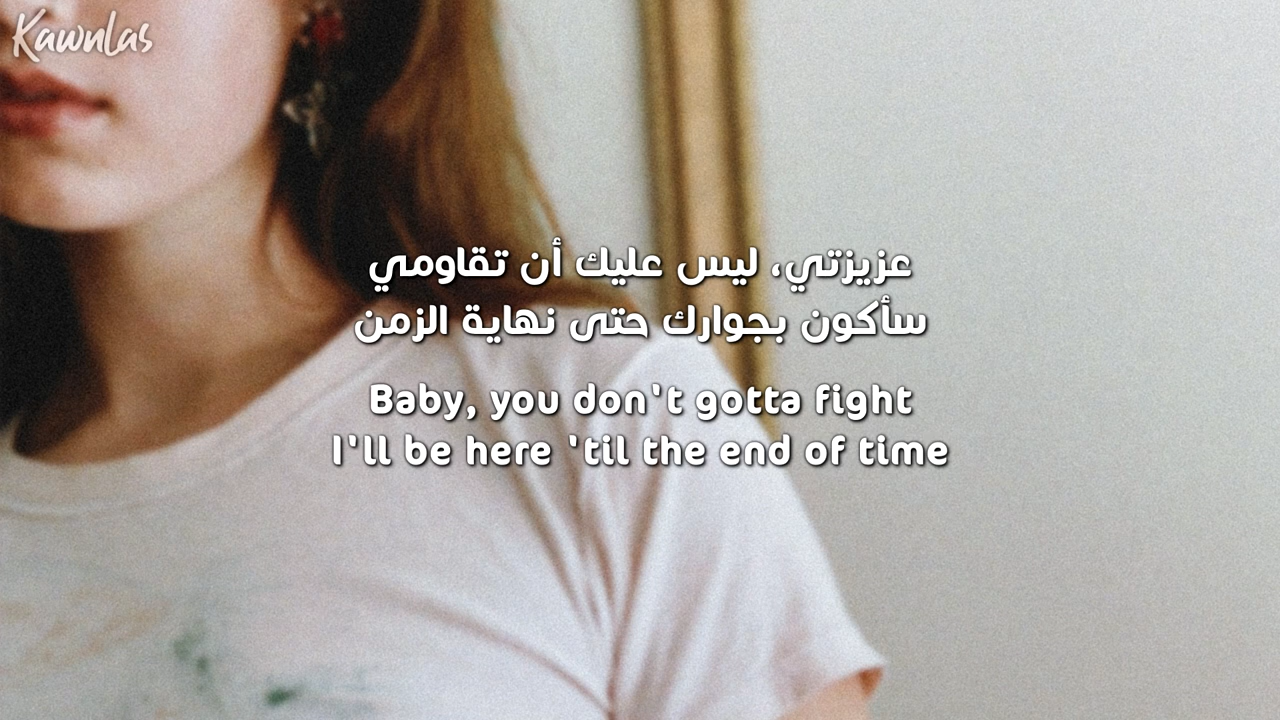 Kawnlas
عزيزتي، ليس عليك أن تقاومي
سأكون بجوارك حتى نهاية الزمن
Baby, you don't gotta fight
I'll be here 'til the end of time